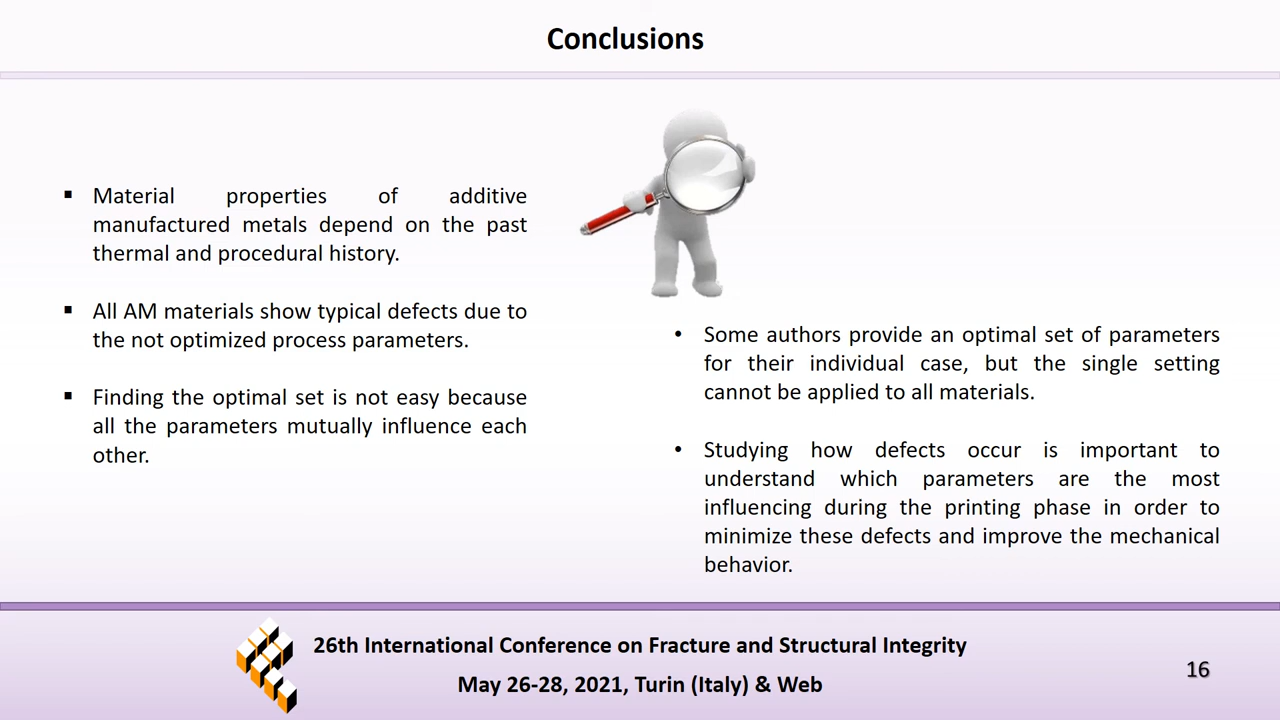 Conclusions
Material properties of additive
manufactured metals depend on the past
thermal and procedural history.
All AM materials show typical defects due to
the not optimized process parameters.
Finding the optimal set is not easy because
all the parameters mutually influence each
other.
Some authors provide an optimal set of parameters
for their individual case, but the single setting
cannot be applied to all materials.
Studying how defects occur is important to
understand which parameters are the most
influencing during the printing phase in order to
minimize these defects and improve the mechanical
behavior.
26th International Conference on Fracture and Structural Integrity
May 26-28, 2021, Turin (Italy) & Web
16